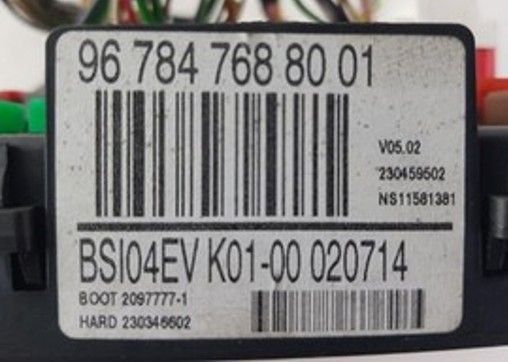 96 784 768 80 01
V05.02
230459502
NS11581381
BSI04EV K01-00 020714
BOOT 2097777-1
HARD 230346602